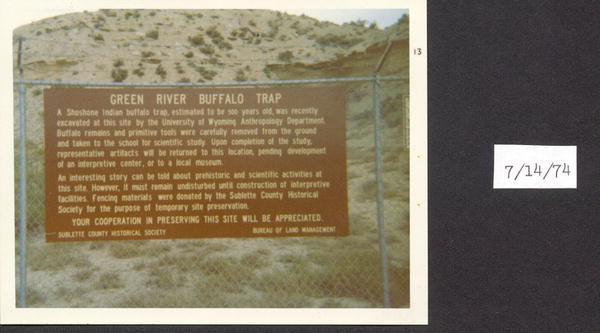 GREEN RIVER BUFFALO TRAP
A Shoshone Indian buffalo trap, estimated to be 500 years old, was recently
excavated at this site by the University of Wyoming Anthropology Department.
Buffalo remains and primitive tools were carefully removed from the ground
and taken to the school for scientific study. Upon completion of the study,
representative artifacts will be returned to this location, pending development
of an interpretive center, or to a local museum.
An interesting story can be told about prehistoric and scientific activities at
this site. However, it must remain undisturbed until construction of interpretive
facilities. Fencing materials were donated by the Sublette County Historical
Society for the purpose of temporary site preservation.
YOUR COOPERATION IN PRESERVING THIS SITE WILL BE APPRECIATED.
SUBLETTE COUNTY HISTORICAL SOCIETY BUREAU OF LAND MANAGEMENT
13
7/14/74